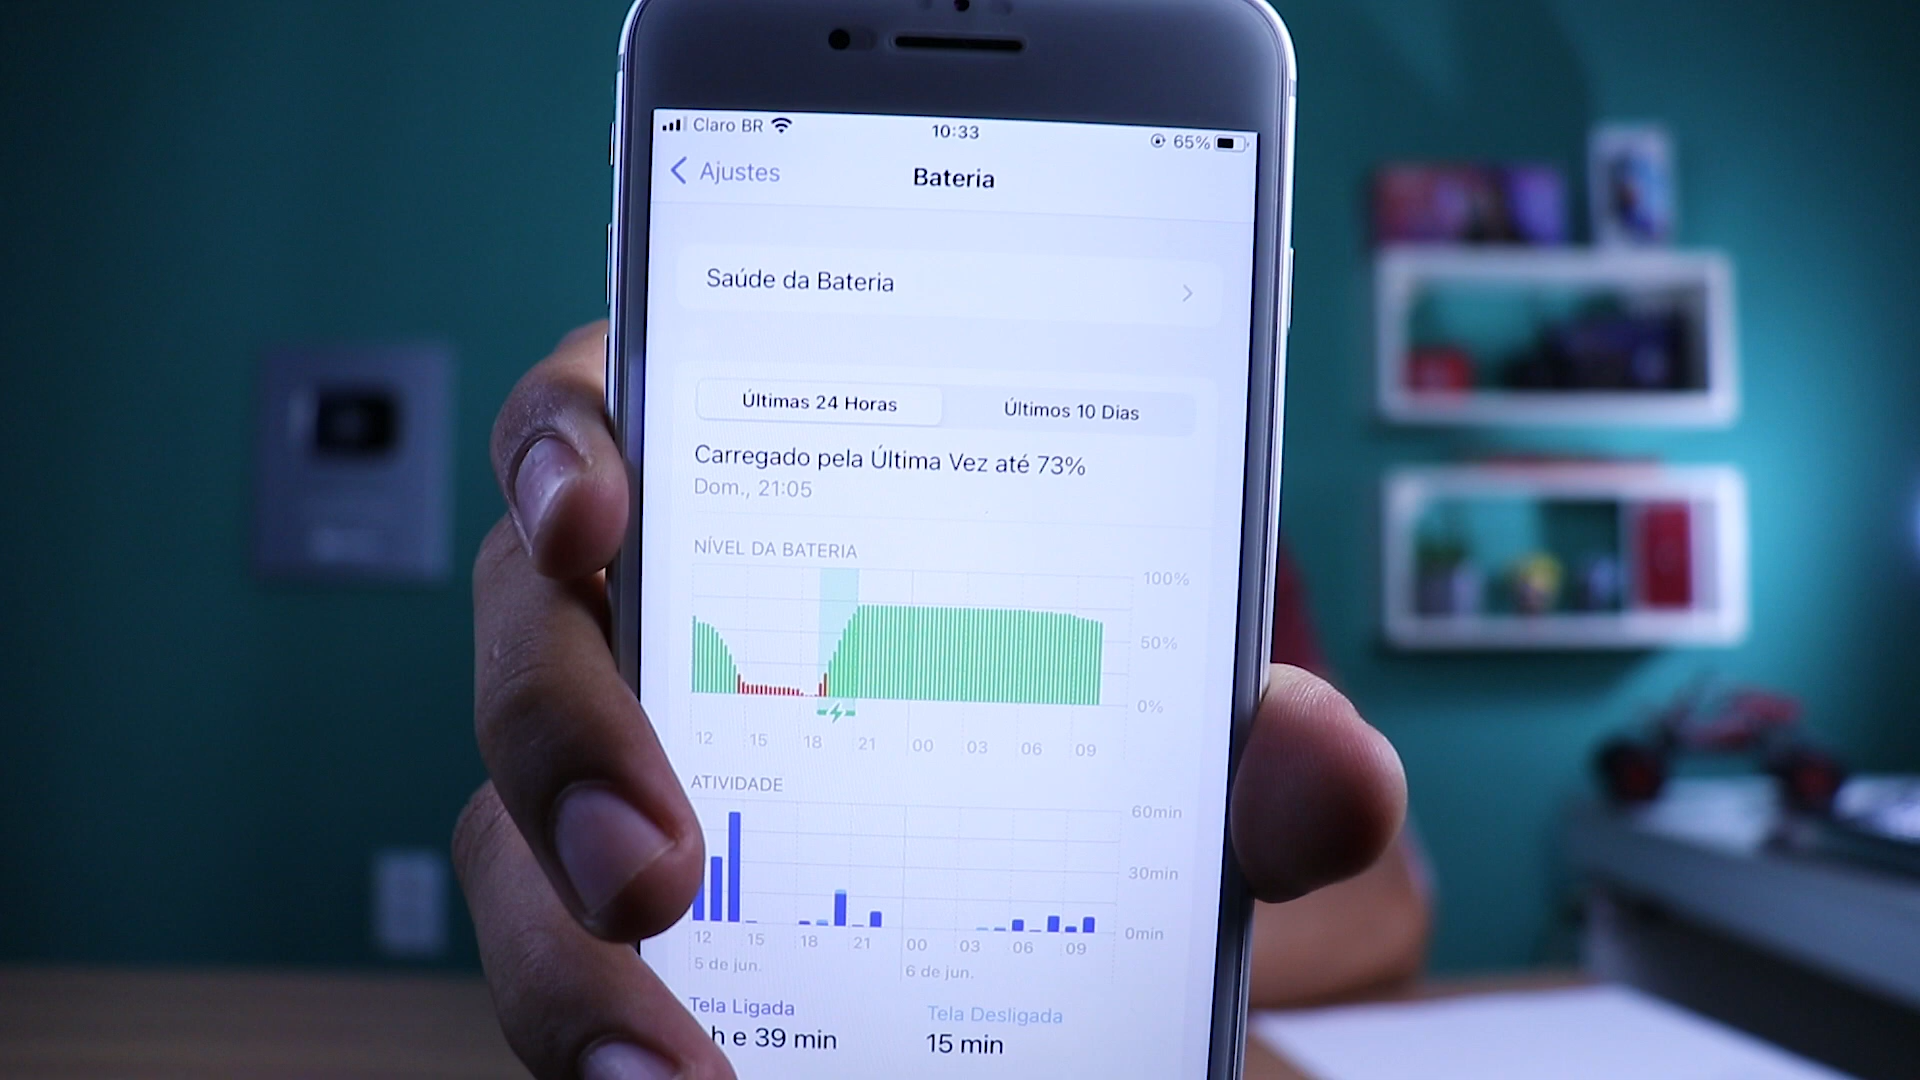 Claro BR 10:33 65%
Ajustes Bateria
Saúde da Bateria
Últimas 24 Horas Últimos 10 Dias
Carregado pela Última Vez até 73%
Dom., 21:05
NÍVEL DA BATERIA
100%
50%
0%
12 15 18 21 00 03 06 09
ATIVIDADE
60min
30min
0min
12 15 18 21 00 03 06 09
5 de jun. 6 de jun.
Tela Ligada Tela Desligada
h e 39 min 15 min